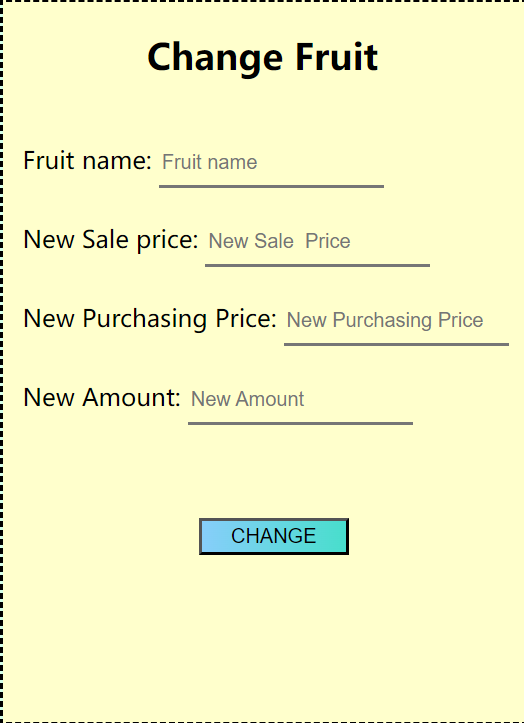 Change Fruit
Fruit name: Fruit name
New Sale price: New Sale  Price
New Purchasing Price: New Purchasing Price
New Amount: New Amount
CHANGE